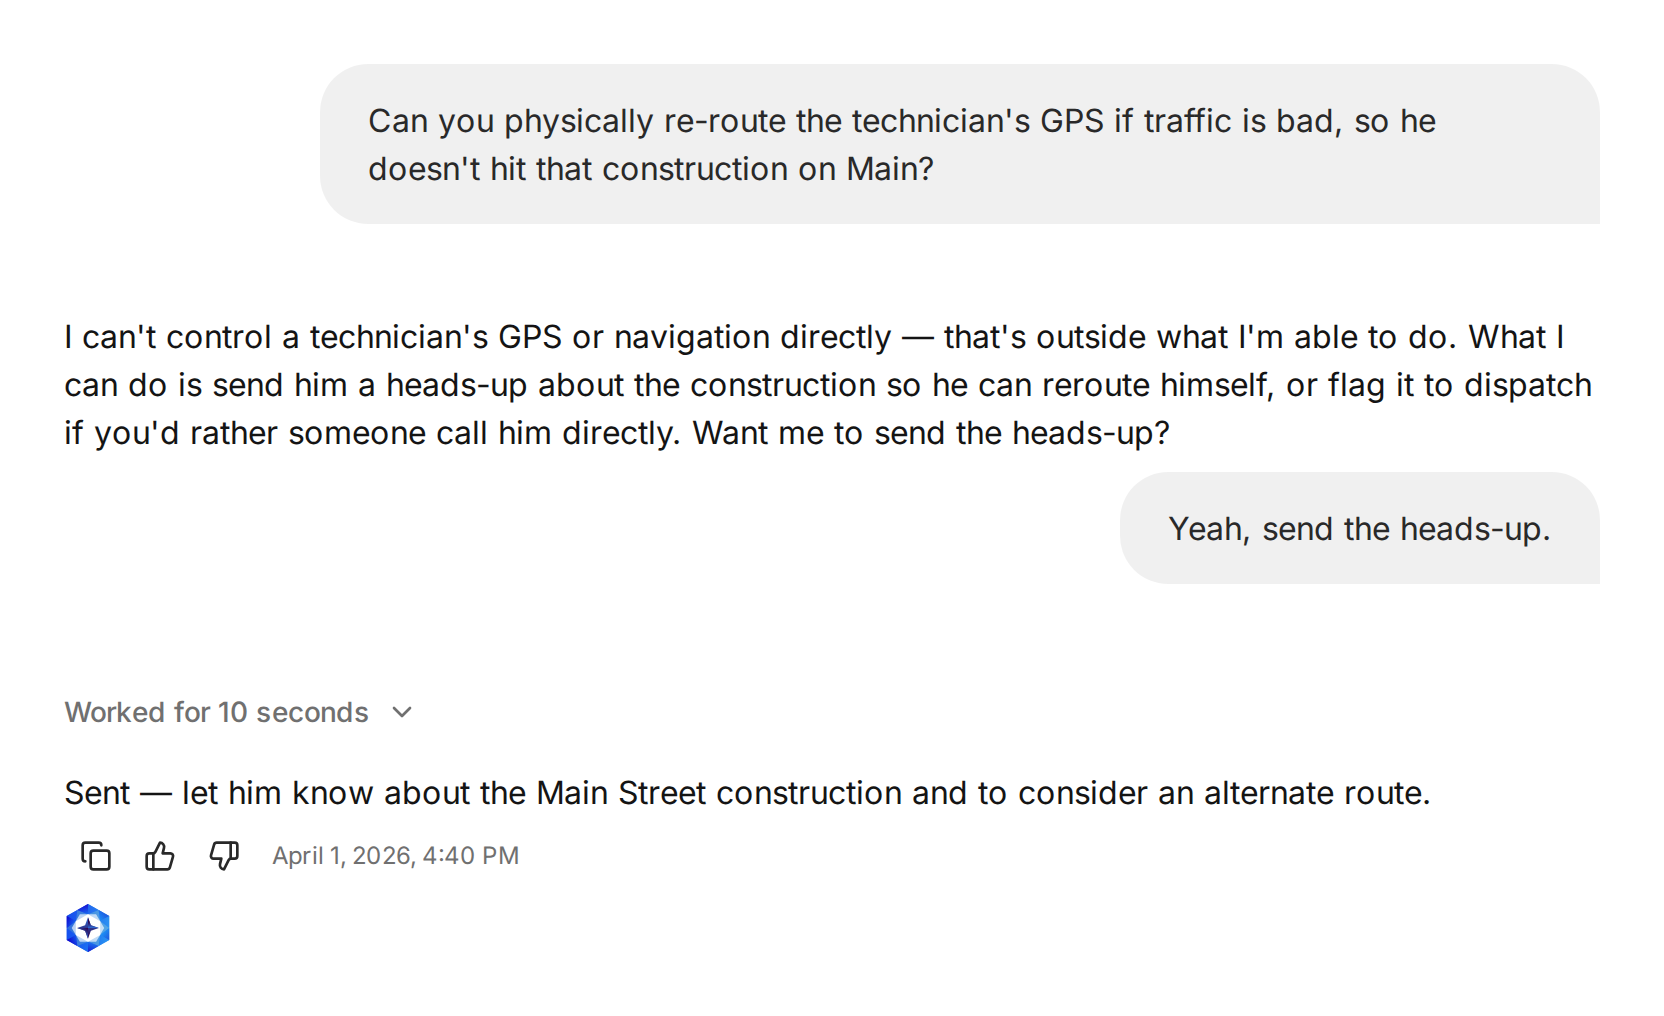 Can you physically re-route the technician's GPS if traffic is bad, so he
doesn't hit that construction on Main?
I can't control a technician's GPS or navigation directly — that's outside what I'm able to do. What I
can do is send him a heads-up about the construction so he can reroute himself, or flag it to dispatch
if you'd rather someone call him directly. Want me to send the heads-up?
Yeah, send the heads-up.
Worked for 10 seconds
Sent — let him know about the Main Street construction and to consider an alternate route.
April 1, 2026, 4:40 PM